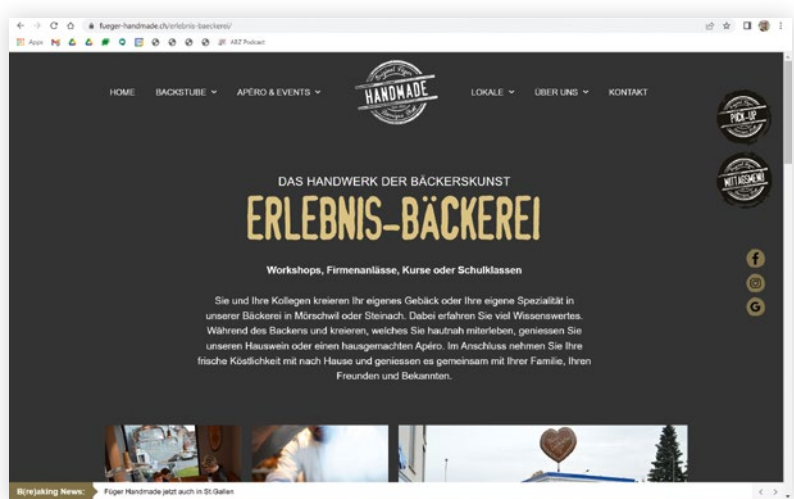 fueger-handmade.ch/erlebnis-baeckerei/
Apps
ABZ Podcast
HOME
BACKSTUBE
APÉRO & EVENTS
Original Füger
HANDMADE
LOKALE
ÜBER UNS
KONTAKT
PICK-UP
MITTAGSMENÜ
DAS HANDWERK DER BÄCKERSKUNST
ERLEBNIS-BÄCKEREI
Workshops, Firmenanlässe, Kurse oder Schulklassen
Sie und Ihre Kollegen kreieren Ihr eigenes Gebäck oder Ihre eigene Spezialität in
unserer Bäckerei in Mörschwil oder Steinach. Dabei erfahren Sie viel Wissenswertes.
Während des Backens und kreieren, welches Sie hautnah miterleben, geniessen Sie
unseren Hauswein oder einen hausgemachten Apéro. Im Anschluss nehmen Sie Ihre
frische Köstlichkeit mit nach Hause und geniessen es gemeinsam mit Ihrer Familie, Ihren
Freunden und Bekannten.
B(re)aking News:
Füger Handmade jetzt auch in St.Gallen